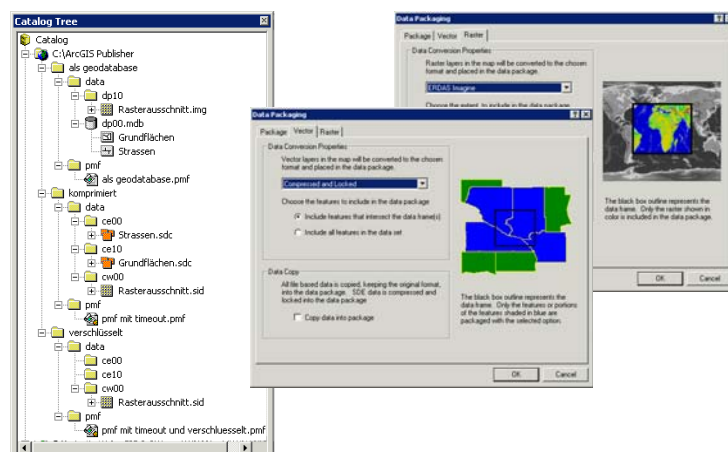 Catalog Tree
Catalog
C:\ArcGIS Publisher
als geodatabase
data
dp10
Rasterausschnitt.img
dp00.mdb
Grundflächen
Strassen
pmf
als geodatabase.pmf
komprimiert
data
ce00
Strassen.sdc
ce10
Grundflächen.sdc
cw00
Rasterausschnitt.sid
pmf
pmf mit timeout.pmf
verschlüsselt
data
ce00
ce10
cw00
Rasterausschnitt.sid
pmf
pmf mit timeout und verschluesselt.pmf
Data Packaging
Package Vector Raster
Data Conversion Properties
Raster layers in the map will be converted to the chosen
format and placed in the data package.
ERDAS Imagine
Choose the extent to include in the data package
The black box outline represents the
data frame. Only the raster shown in
color is included in the data package.
OK Cancel
Data Packaging
Package Vector Raster
Data Conversion Properties
Vector layers in the map will be converted to the chosen
format and placed in the data package.
Compressed and Locked
Choose the features to include in the data package
Include features that intersect the data frame(s)
Include all features in the data set
Data Copy
All file based data is copied, keeping the original format,
into the data package. SDE data is compressed and
locked into the data package
Copy data into package
The black box outline represents the
data frame. Only the features or portions
of the features shaded in blue are
packaged with the selected option.
OK Cancel